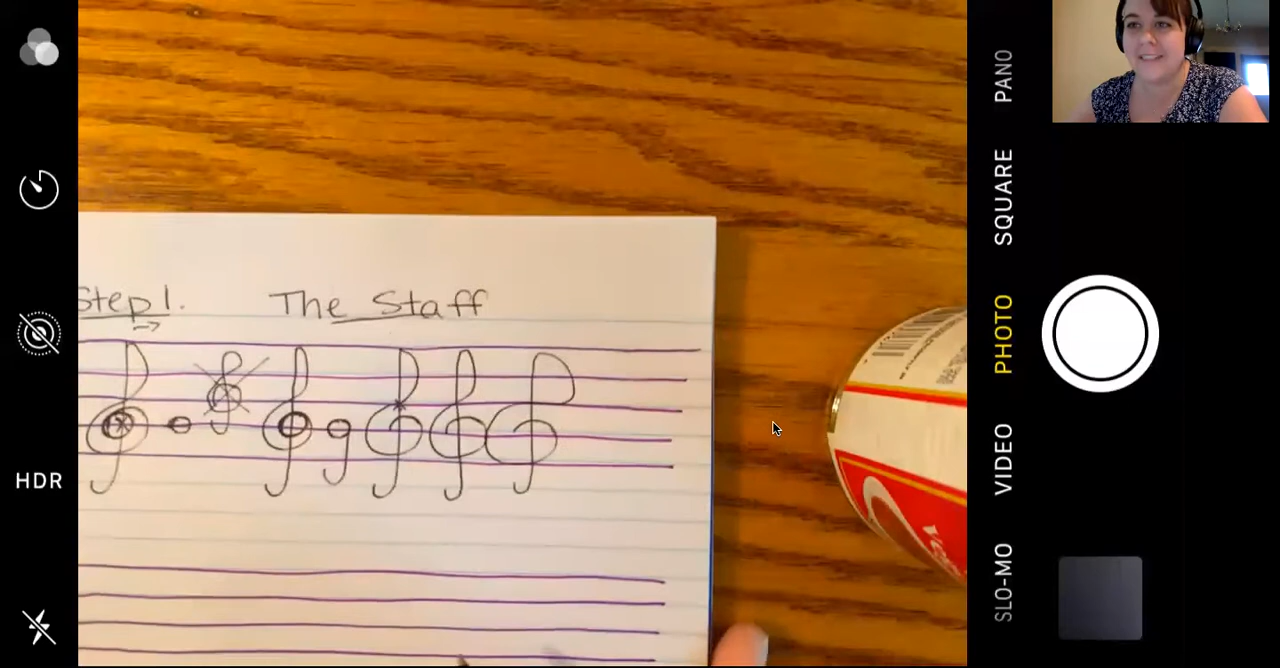 Step 1. The Staff
HDR
PANO
SQUARE
PHOTO
VIDEO
SLO-MO